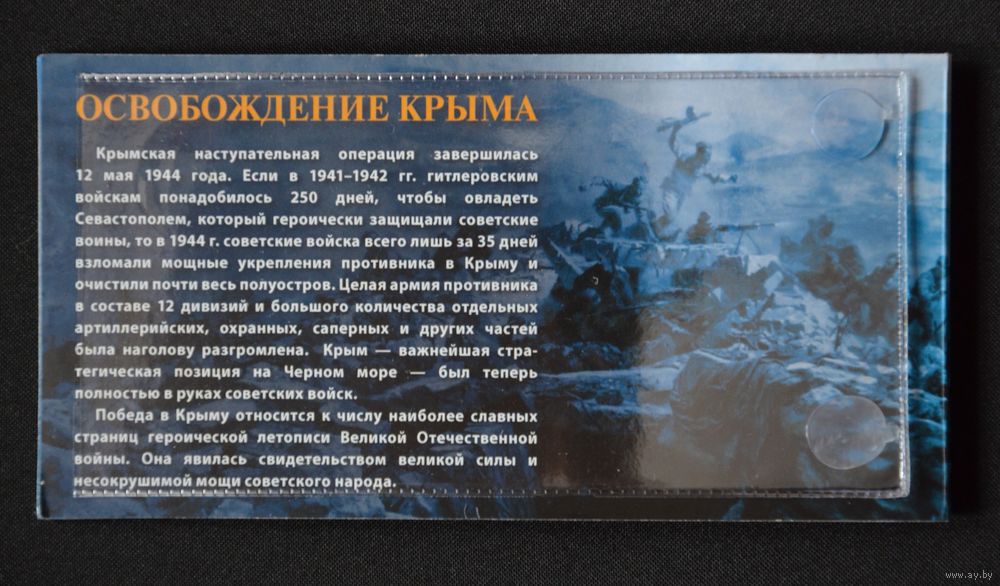 ОСВОБОЖДЕНИЕ КРЫМА
Крымская наступательная операция завершилась
12 мая 1944 года. Если в 1941–1942 гг. гитлеровским
войскам понадобилось 250 дней, чтобы овладеть
Севастополем, который героически защищали советские
воины, то в 1944 г. советские войска всего лишь за 35 дней
взломали мощные укрепления противника в Крыму и
очистили почти весь полуостров. Целая армия противника
в составе 12 дивизий и большого количества отдельных
артиллерийских, охранных, саперных и других частей
была наголову разгромлена. Крым — важнейшая стра-
тегическая позиция на Черном море — был теперь
полностью в руках советских войск.
Победа в Крыму относится к числу наиболее славных
страниц героической летописи Великой Отечественной
войны. Она явилась свидетельством великой силы и
несокрушимой мощи советского народа.
www.ay.by